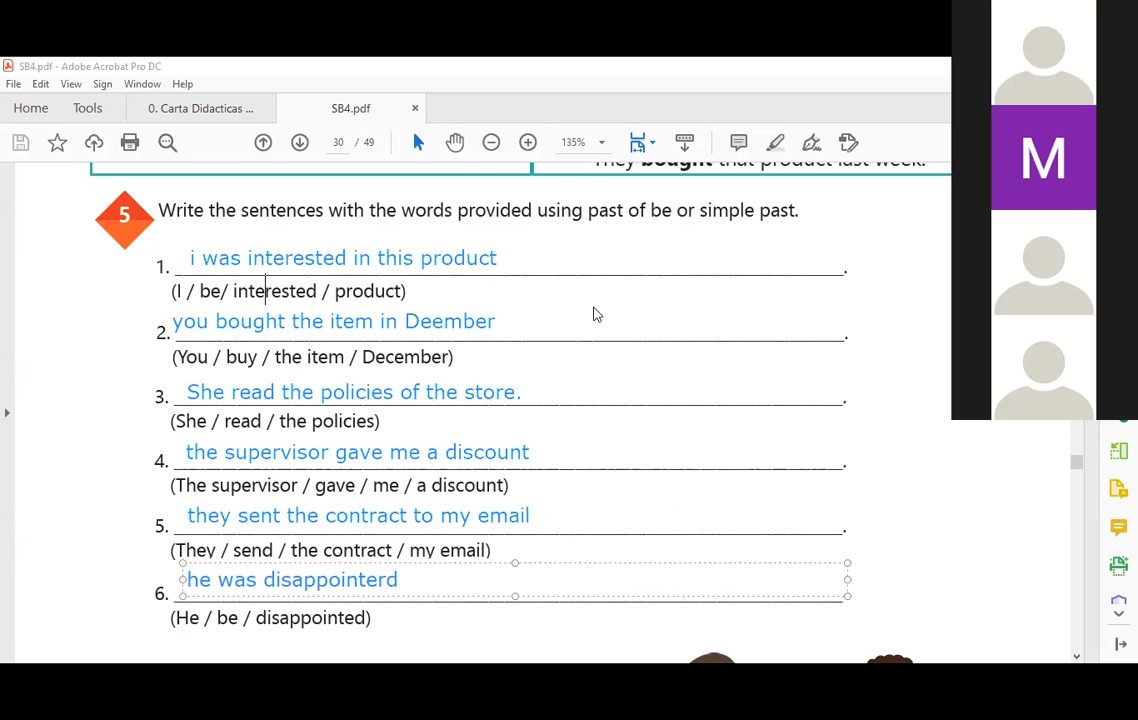 SB4.pdf - Adobe Acrobat Pro DC
File Edit View Sign Window Help
Home Tools 0. Carta Didacticas ... SB4.pdf ×
30 / 49 135%
They bought that product last week.
5 Write the sentences with the words provided using past of be or simple past.
1. i was interested in this product.
(I / be/ interested / product)
2. you bought the item in Deember.
(You / buy / the item / December)
3. She read the policies of the store. .
(She / read / the policies)
4. the supervisor gave me a discount.
(The supervisor / gave / me / a discount)
5. they sent the contract to my email.
(They / send / the contract / my email)
6. he was disappointerd
(He / be / disappointed)
M